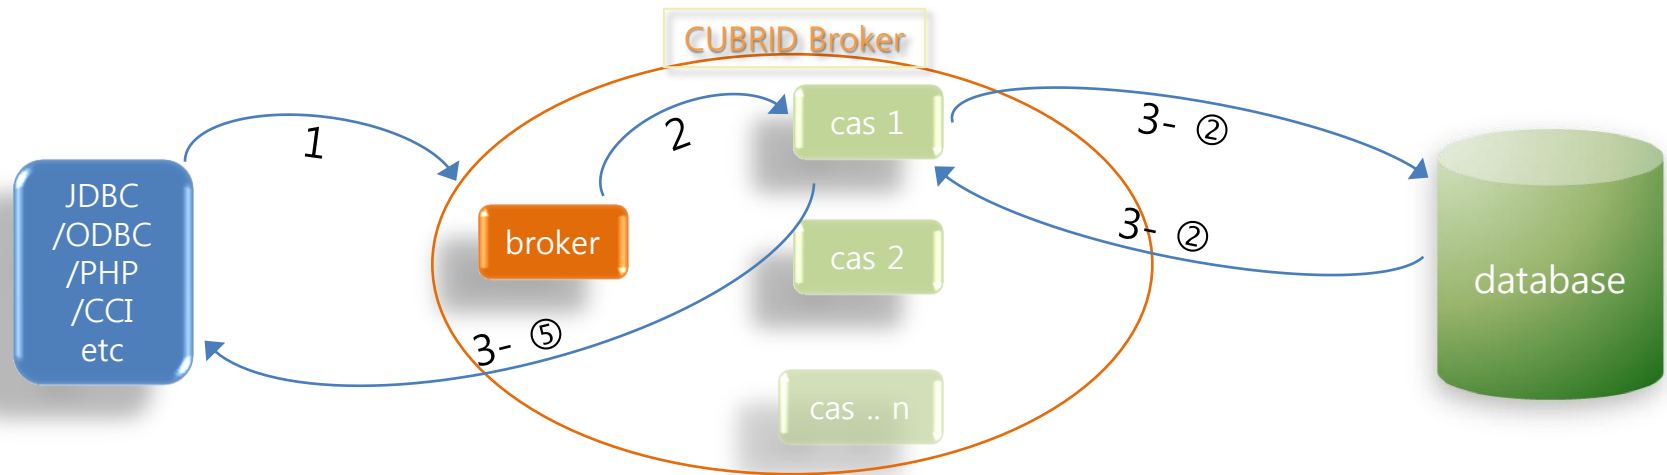 CUBRID Broker
1
2
cas 1
3- ②
JDBC
/ODBC
/PHP
/CCI
etc
broker
cas 2
3- ②
database
3- ⑤
cas .. n